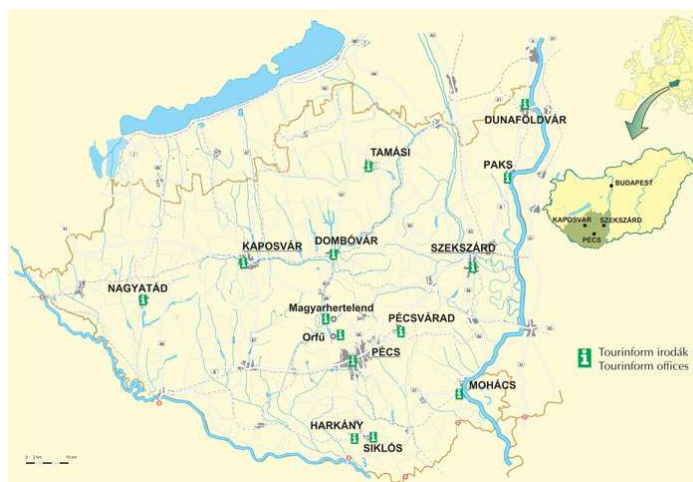 DUNAFÖLDVÁR
TAMÁSI
PAKS
BUDAPEST
KAPOSVÁR
SZEKSZÁRD
PÉCS
DOMBÓVÁR
KAPOSVÁR
SZEKSZÁRD
NAGYATÁD
Magyarhertelend
PÉCSVÁRAD
Orfű
PÉCS
Tourinform irodák
Tourinform offices
MOHÁCS
HARKÁNY
SIKLÓS